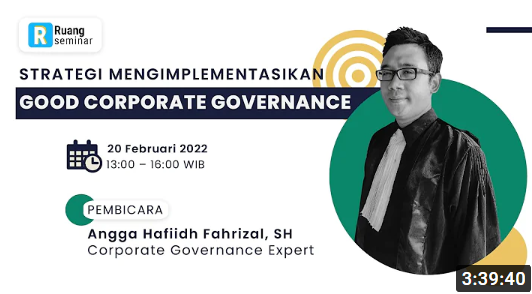 Ruang
seminar
STRATEGI MENGIMPLEMENTASIKAN
GOOD CORPORATE GOVERNANCE
20 Februari 2022
13:00 – 16:00 WIB
PEMBICARA
Angga Hafiidh Fahrizal, SH
Corporate Governance Expert
3:39:40